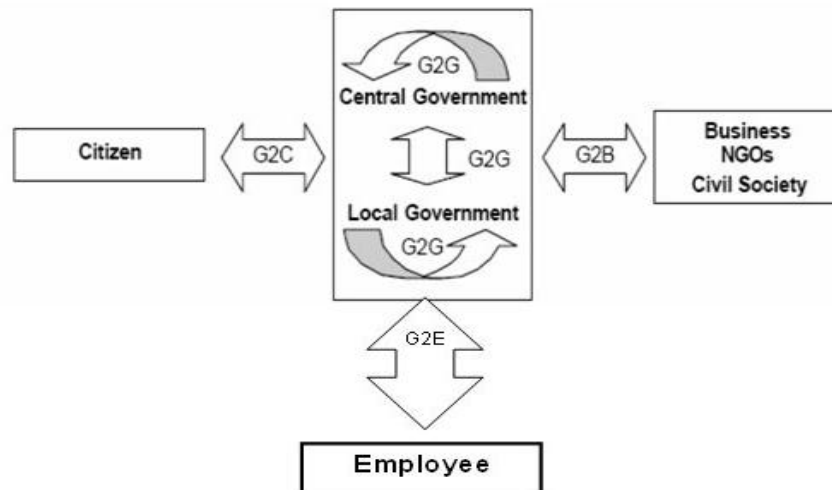 G2G
Central Government
Citizen
G2C
G2G
G2B
Business
NGOs
Civil Society
Local Government
G2G
G2E
Employee